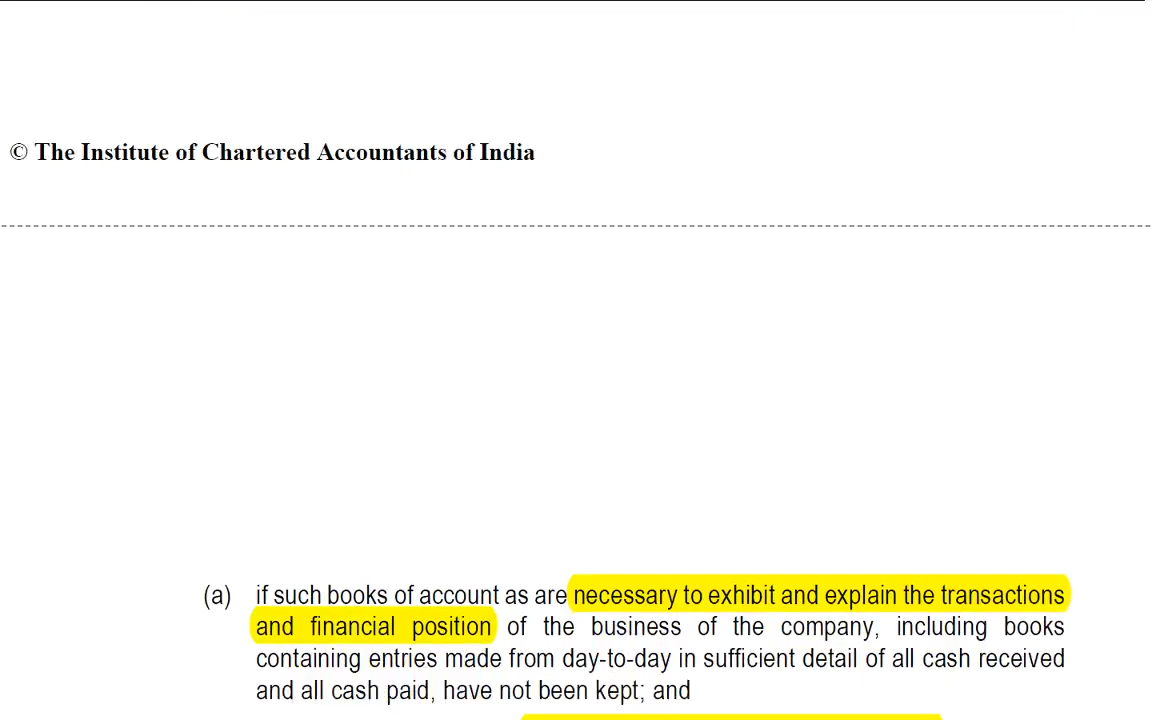 © The Institute of Chartered Accountants of India
(a) if such books of account as are necessary to exhibit and explain the transactions
and financial position of the business of the company, including books
containing entries made from day-to-day in sufficient detail of all cash received
and all cash paid, have not been kept; and